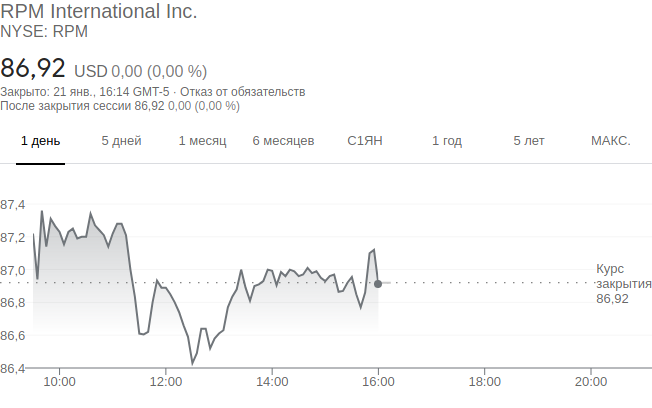 RPM International Inc.
NYSE: RPM
86,92 USD 0,00 (0,00 %)
Закрыто: 21 янв., 16:14 GMT-5 · Отказ от обязательств
После закрытия сессии 86,92 0,00 (0,00 %)
1 день 5 дней 1 месяц 6 месяцев С1ЯН 1 год 5 лет МАКС.
87,4
87,2
87,0
86,8
86,6
86,4
Курс
закрытия
86,92
10:00 12:00 14:00 16:00 18:00 20:00